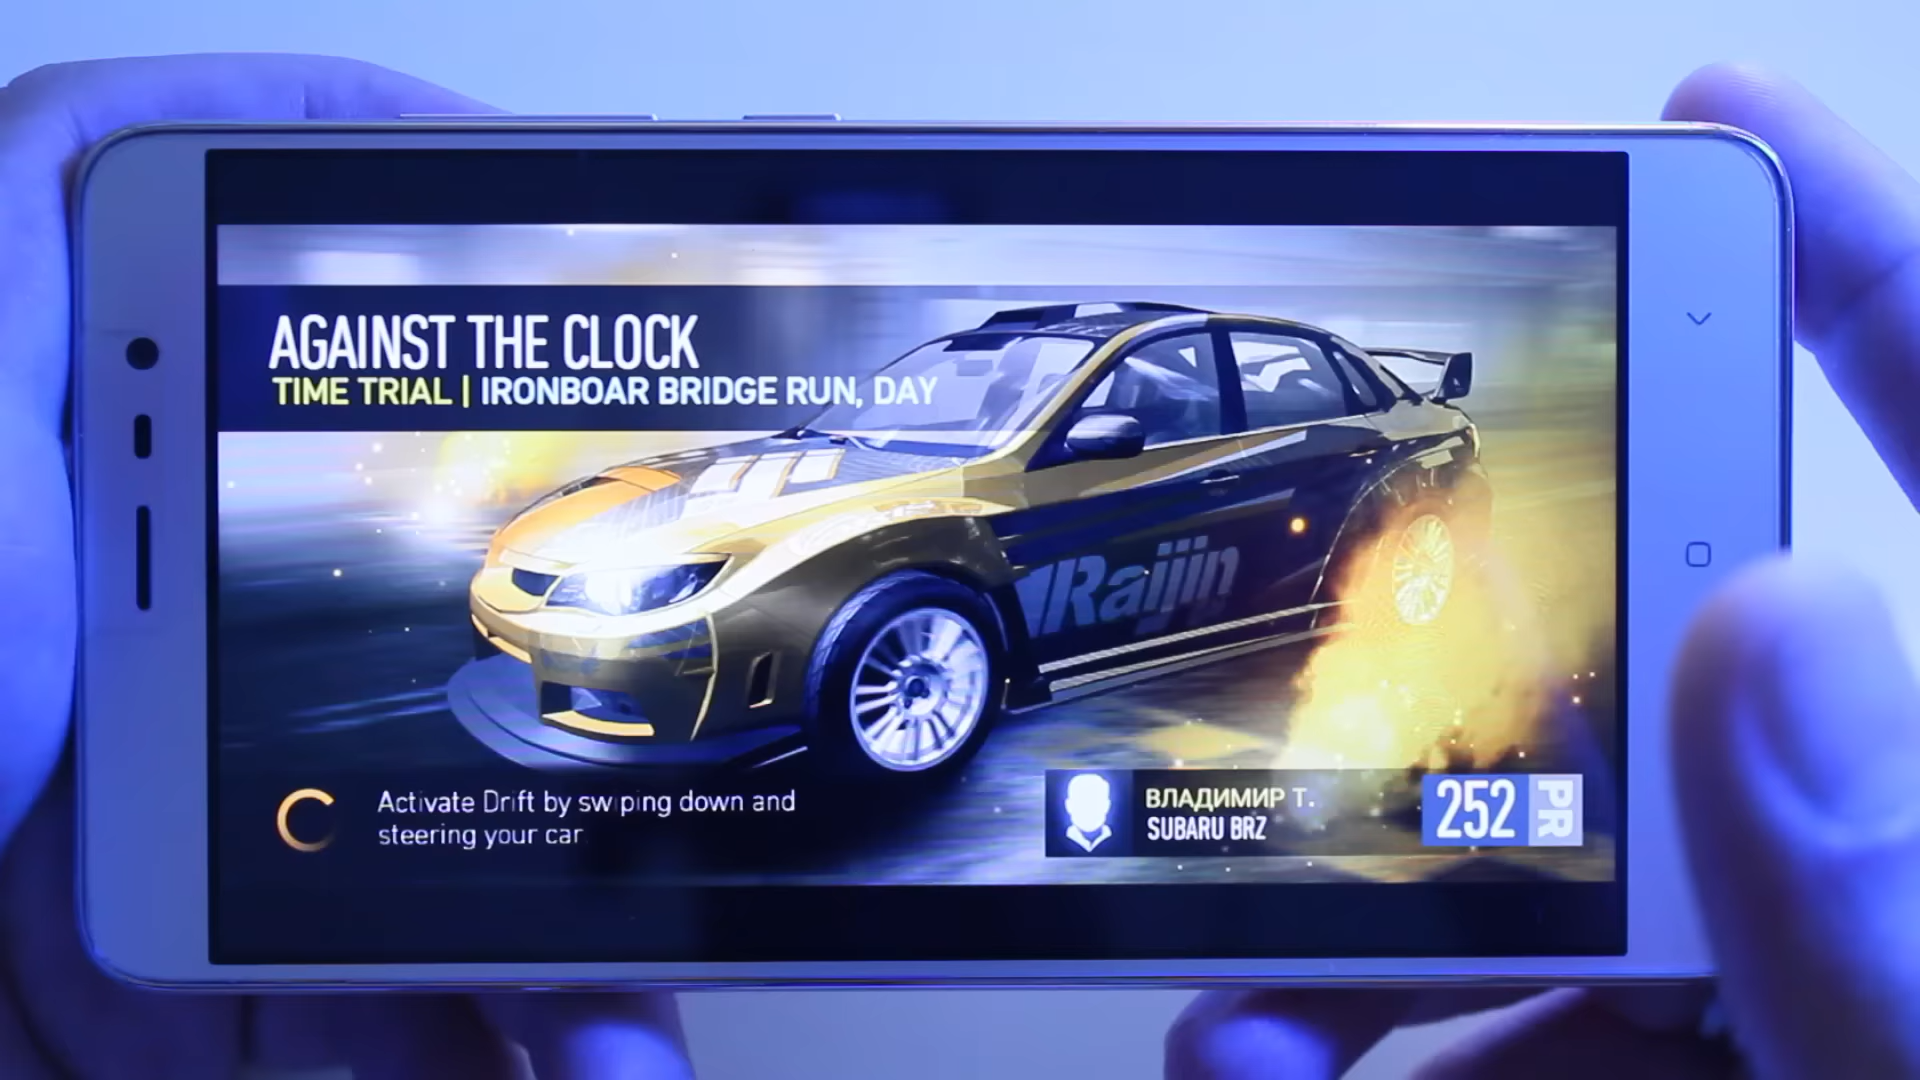 AGAINST THE CLOCK
TIME TRIAL | IRONBOAR BRIDGE RUN, DAY
Raijin
Activate Drift by swiping down and
steering your car
ВЛАДИМИР Т.
SUBARU BRZ
252 PR